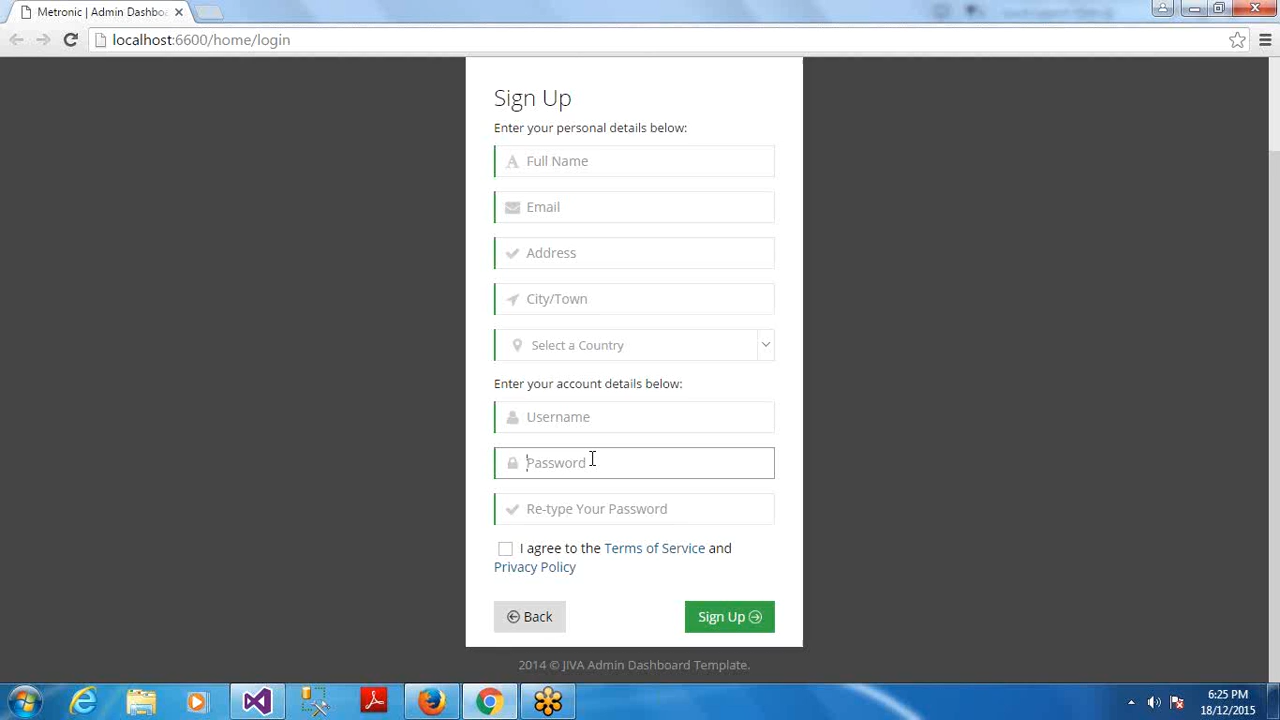 Metronic | Admin Dashboa
localhost:6600/home/login
Sign Up
Enter your personal details below:
Full Name
Email
Address
City/Town
Select a Country
Enter your account details below:
Username
Password
Re-type Your Password
I agree to the Terms of Service and
Privacy Policy
Back
Sign Up
2014 © JIVA Admin Dashboard Template.
6:25 PM
18/12/2015